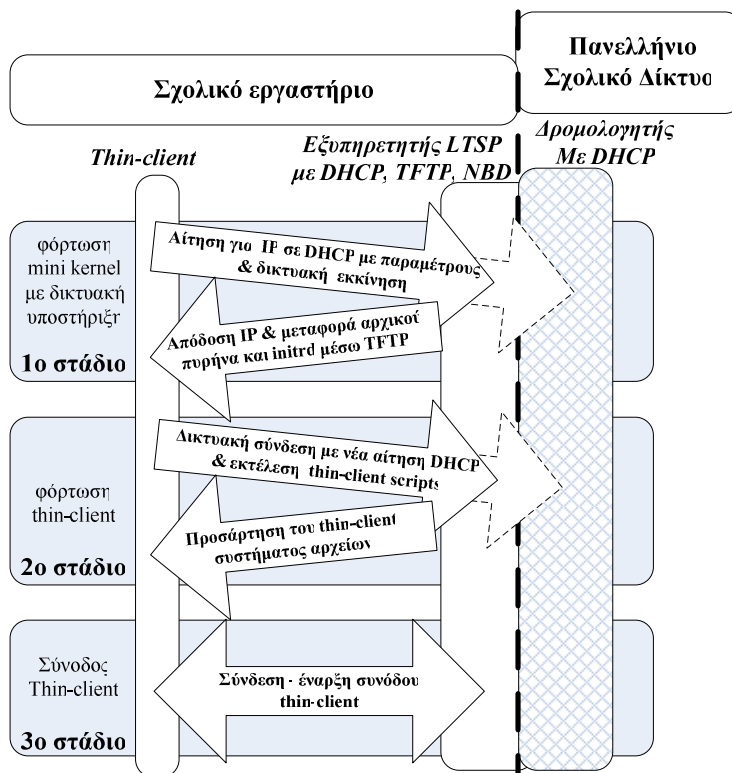 Πανελλήνιο
Σχολικό Δίκτυο
Σχολικό εργαστήριο
Thin-client
Εξυπηρετητής LTSP
με DHCP, TFTP, NBD
Δρομολογητής
Με DHCP
φόρτωση
mini kernel
με δικτυακή
υποστήριξη
1ο στάδιο
Αίτηση για IP σε DHCP με παραμέτρους
& δικτυακή εκκίνηση
Απόδοση IP & μεταφορά αρχικού
πυρήνα και initrd μέσω TFTP
φόρτωση
thin-client
2ο στάδιο
Δικτυακή σύνδεση με νέα αίτηση DHCP
& εκτέλεση thin-client scripts
Προσάρτηση του thin-client
συστήματος αρχείων
Σύνοδος
Thin-client
3ο στάδιο
Σύνδεση - έναρξη συνόδου
thin-client